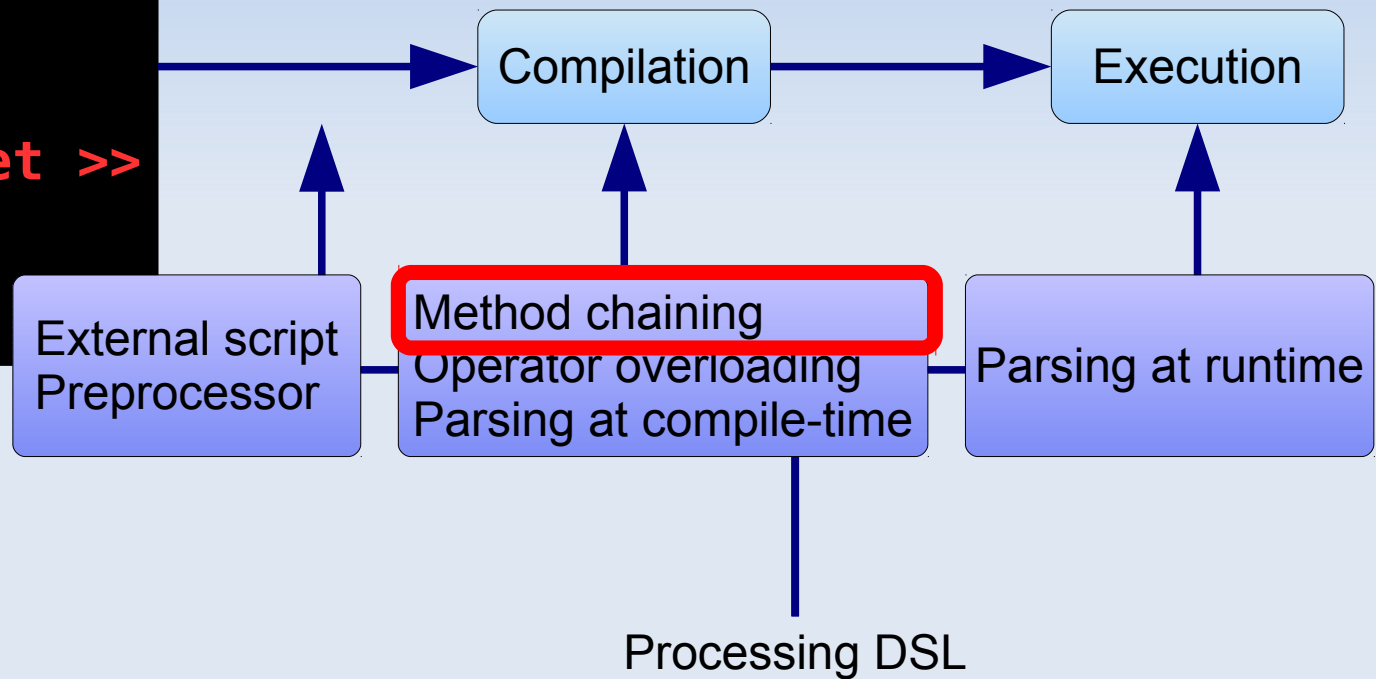 Compilation
Execution
et >>
External script
Preprocessor
Method chaining
Operator overloading
Parsing at compile-time
Parsing at runtime
Processing DSL